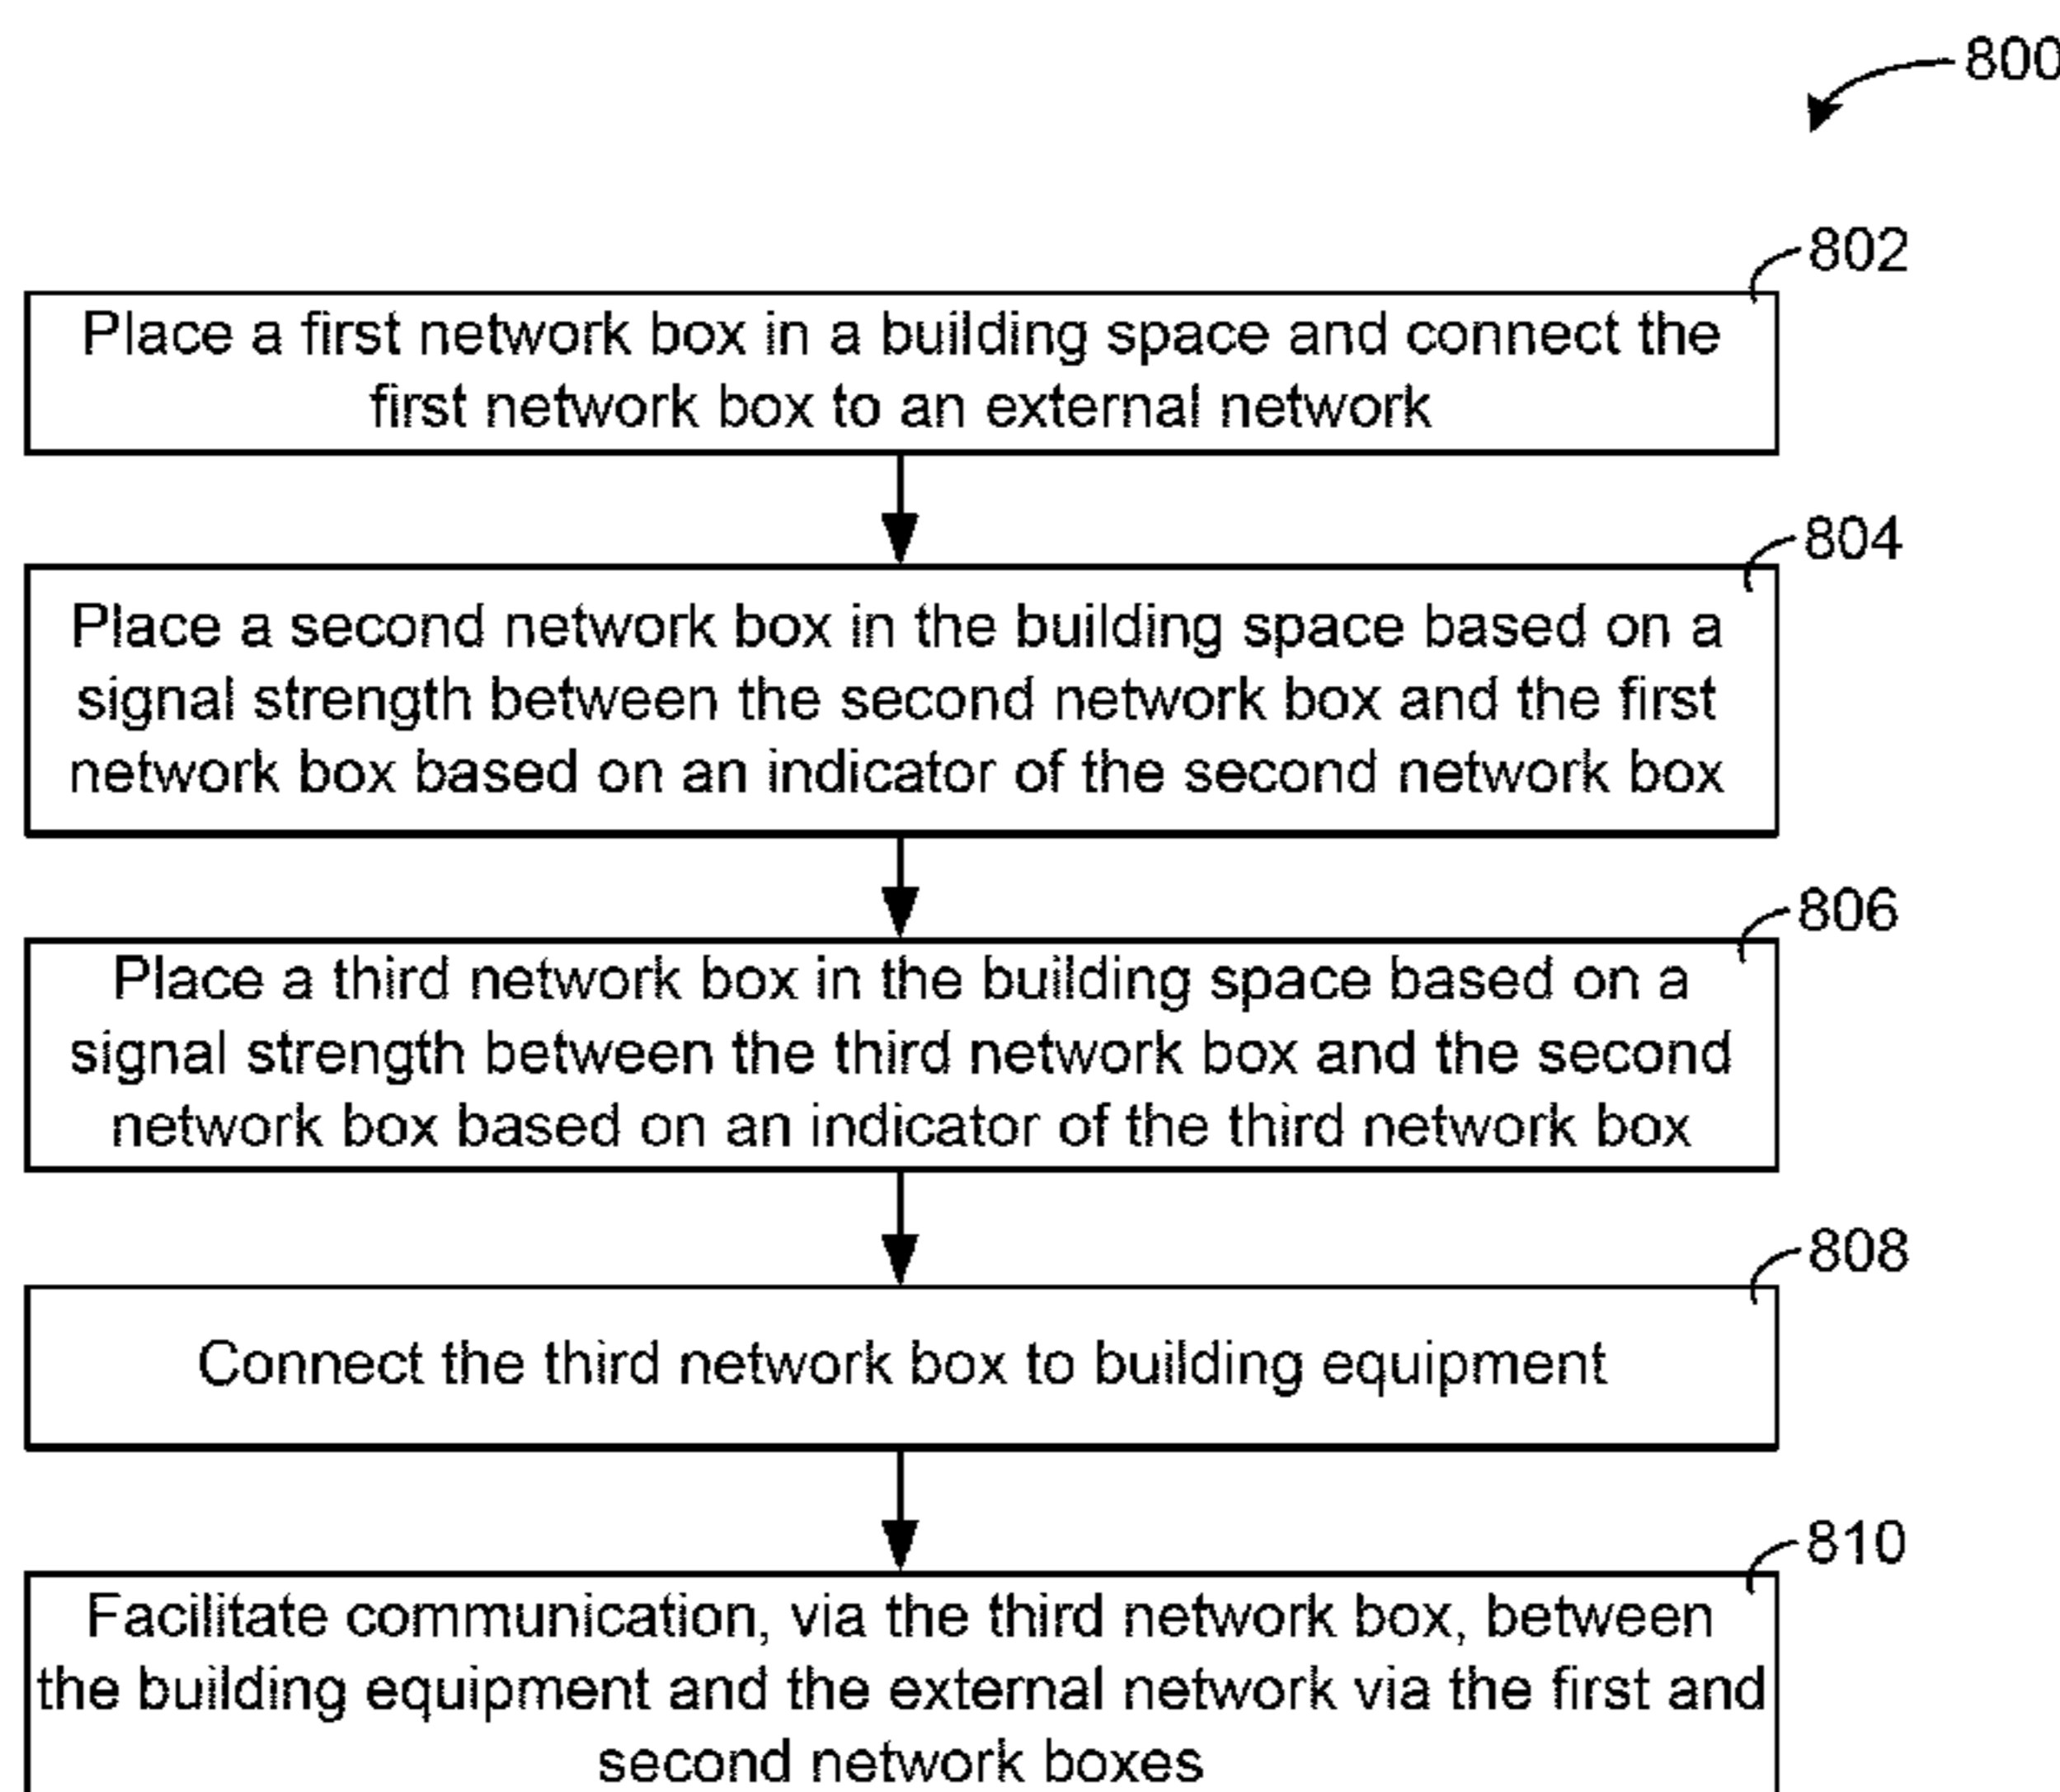 800
802
Place a first network box in a building space and connect the
first network box to an external network
804
Place a second network box in the building space based on a
signal strength between the second network box and the first
network box based on an indicator of the second network box
806
Place a third network box in the building space based on a
signal strength between the third network box and the second
network box based on an indicator of the third network box
808
Connect the third network box to building equipment
810
Facilitate communication, via the third network box, between
the building equipment and the external network via the first and
second network boxes